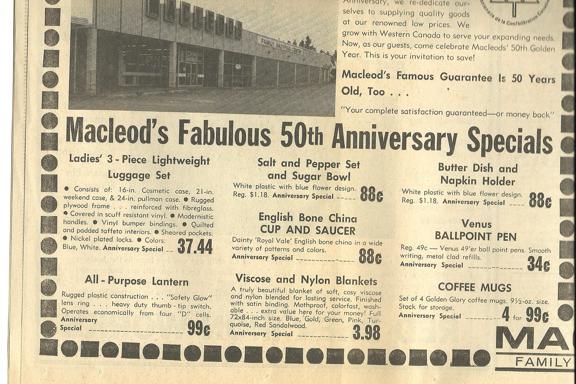 Anniversary, we re-dedicate our-
selves to supplying quality goods
at our renowned low prices. We
grow with Western Canada to serve your expanding needs.
Now, as our guests, come celebrate Macleods' 50th Golden
Year. This is your invitation to save!
Macleod's Famous Guarantee Is 50 Years
Old, Too . . .
"Your complete satisfaction guaranteed—or money back"
Macleod's Fabulous 50th Anniversary Specials
Ladies' 3 - Piece Lightweight
Luggage Set
● Consists of: 16-in. Cosmetic case, 21-in.
weekend case, & 24-in. pullman case. ● Rugged
plywood frame . . . reinforced with fibreglass.
● Covered in scuff resistant vinyl. ● Modernistic
handles. ● Vinyl bumper bindings. ● Quilted
and padded taffeta interiors. ● Sheared pockets.
● Nickel plated locks. ● Colors:
Blue, White. Anniversary Special .... 37.44
All - Purpose Lantern
Rugged plastic construction . . . "Safety Glow"
lens ring . . . heavy duty thumb - tip switch.
Operates economically from four "D" cells.
Anniversary
Special 99c
Salt and Pepper Set
and Sugar Bowl
White plastic with blue flower design.
Reg. $1.18. Anniversary Special 88c
English Bone China
CUP AND SAUCER
Dainty 'Royal Vale' English bone china in a wide
variety of patterns and colors.
Anniversary Special 88c
Viscose and Nylon Blankets
A truly beautiful blanket of soft, cosy viscose
and nylon blended for lasting service. Finished
with satin binding. Mothproof, colorfast, wash-
able . . . extra value here for your money! Full
72x84-inch size. Blue, Gold, Green, Pink, Tur-
quoise, Red Sandalwood.
Anniversary Special 3.98
Butter Dish and
Napkin Holder
White plastic with blue flower design.
Reg. $1.18. Anniversary Special 88c
Venus
BALLPOINT PEN
Reg. 49c — Venus 49'er ball point pens. Smooth
writing, metal clad refills.
Anniversary Special 34c
COFFEE MUGS
Set of 4 Golden Glory coffee mugs. 9½-oz. size.
Stack for storage.
Anniversary Special 4 for 99c
MA
FAMILY